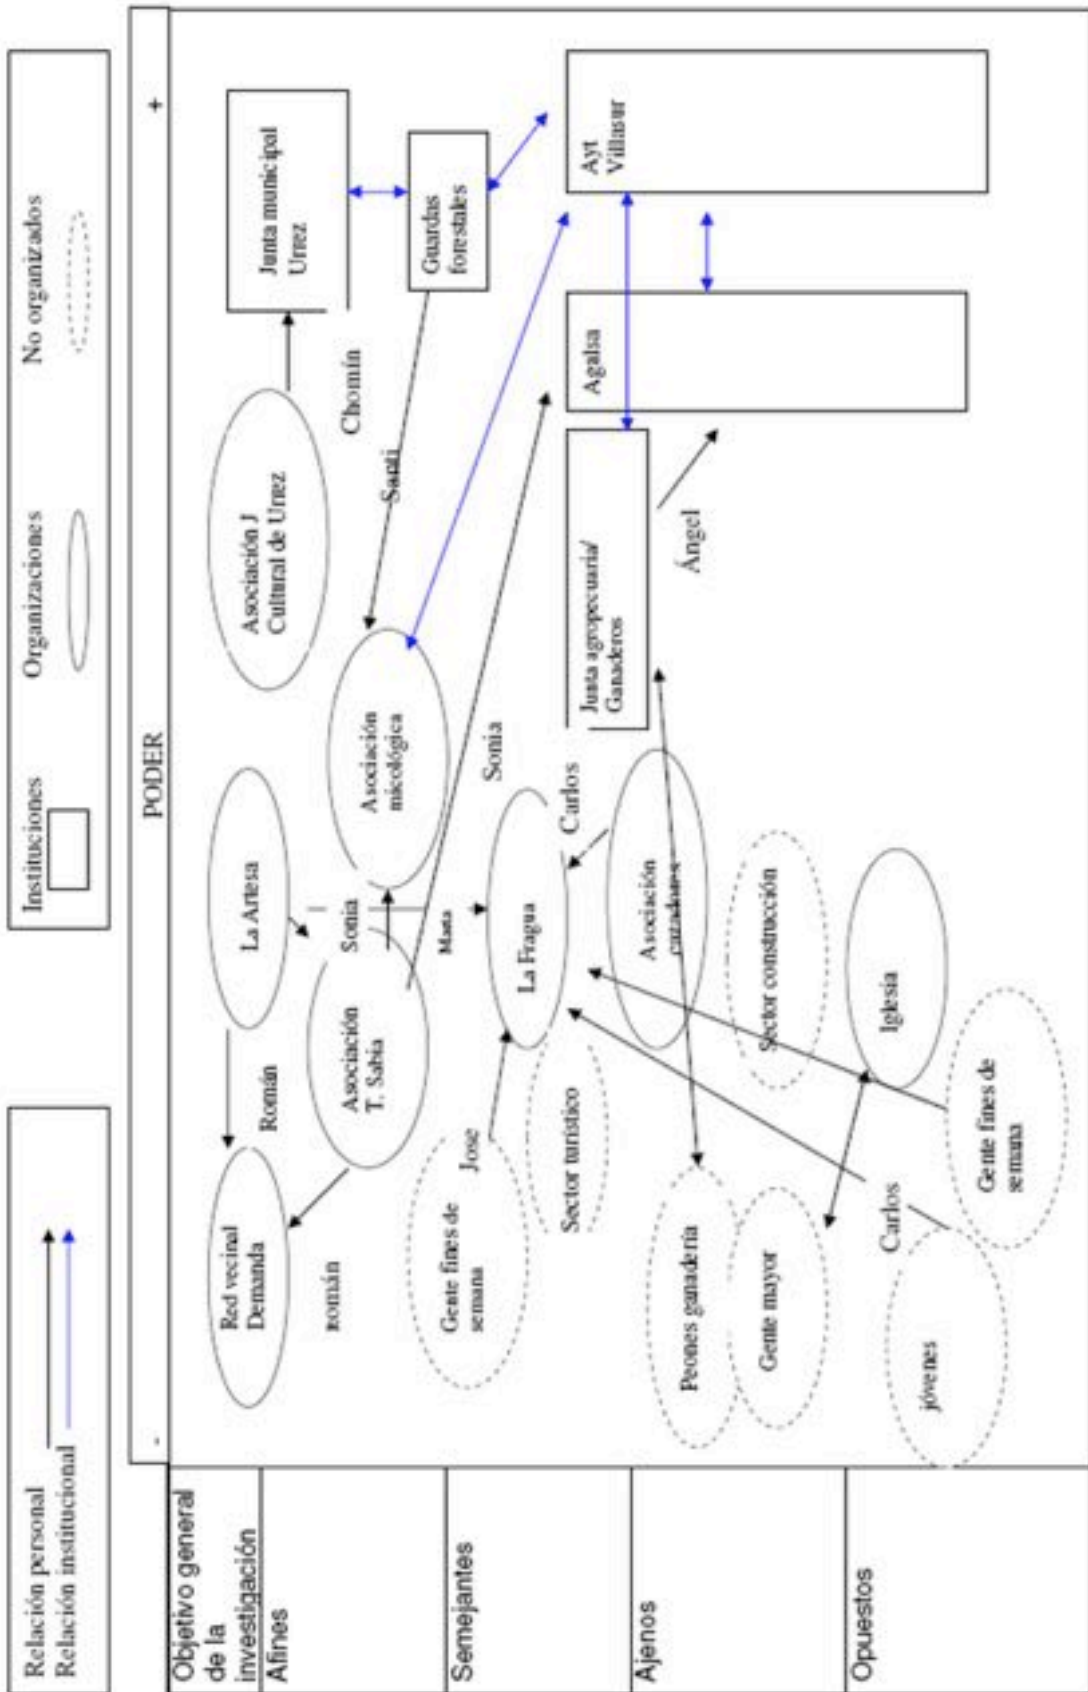 Relación personal
Relación institucional
Instituciones
Organizaciones
No organizados
PODER
-
+
Objetivo general
de la
investigación
Afines
Semejantes
Ajenos
Opuestos
Red vecinal
Demanda
La Artesa
Asociación J
Cultural de Urrez
Junta municipal
Urrez
Román
Sonia
Chomín
Asociación
T. Sabia
Asociación
micológica
Santi
Guardas
forestales
Román
Marta
Gente fines de
semana
Jose
Sonia
La Fragua
Sector turístico
Carlos
Junta agropecuaria/
Ganaderos
Agalsa
Ayt
Villasur
Asociación
cazadores
Ángel
Peones ganadería
Gente mayor
Sector construcción
Carlos
Iglesia
jóvenes
Gente fines de
semana